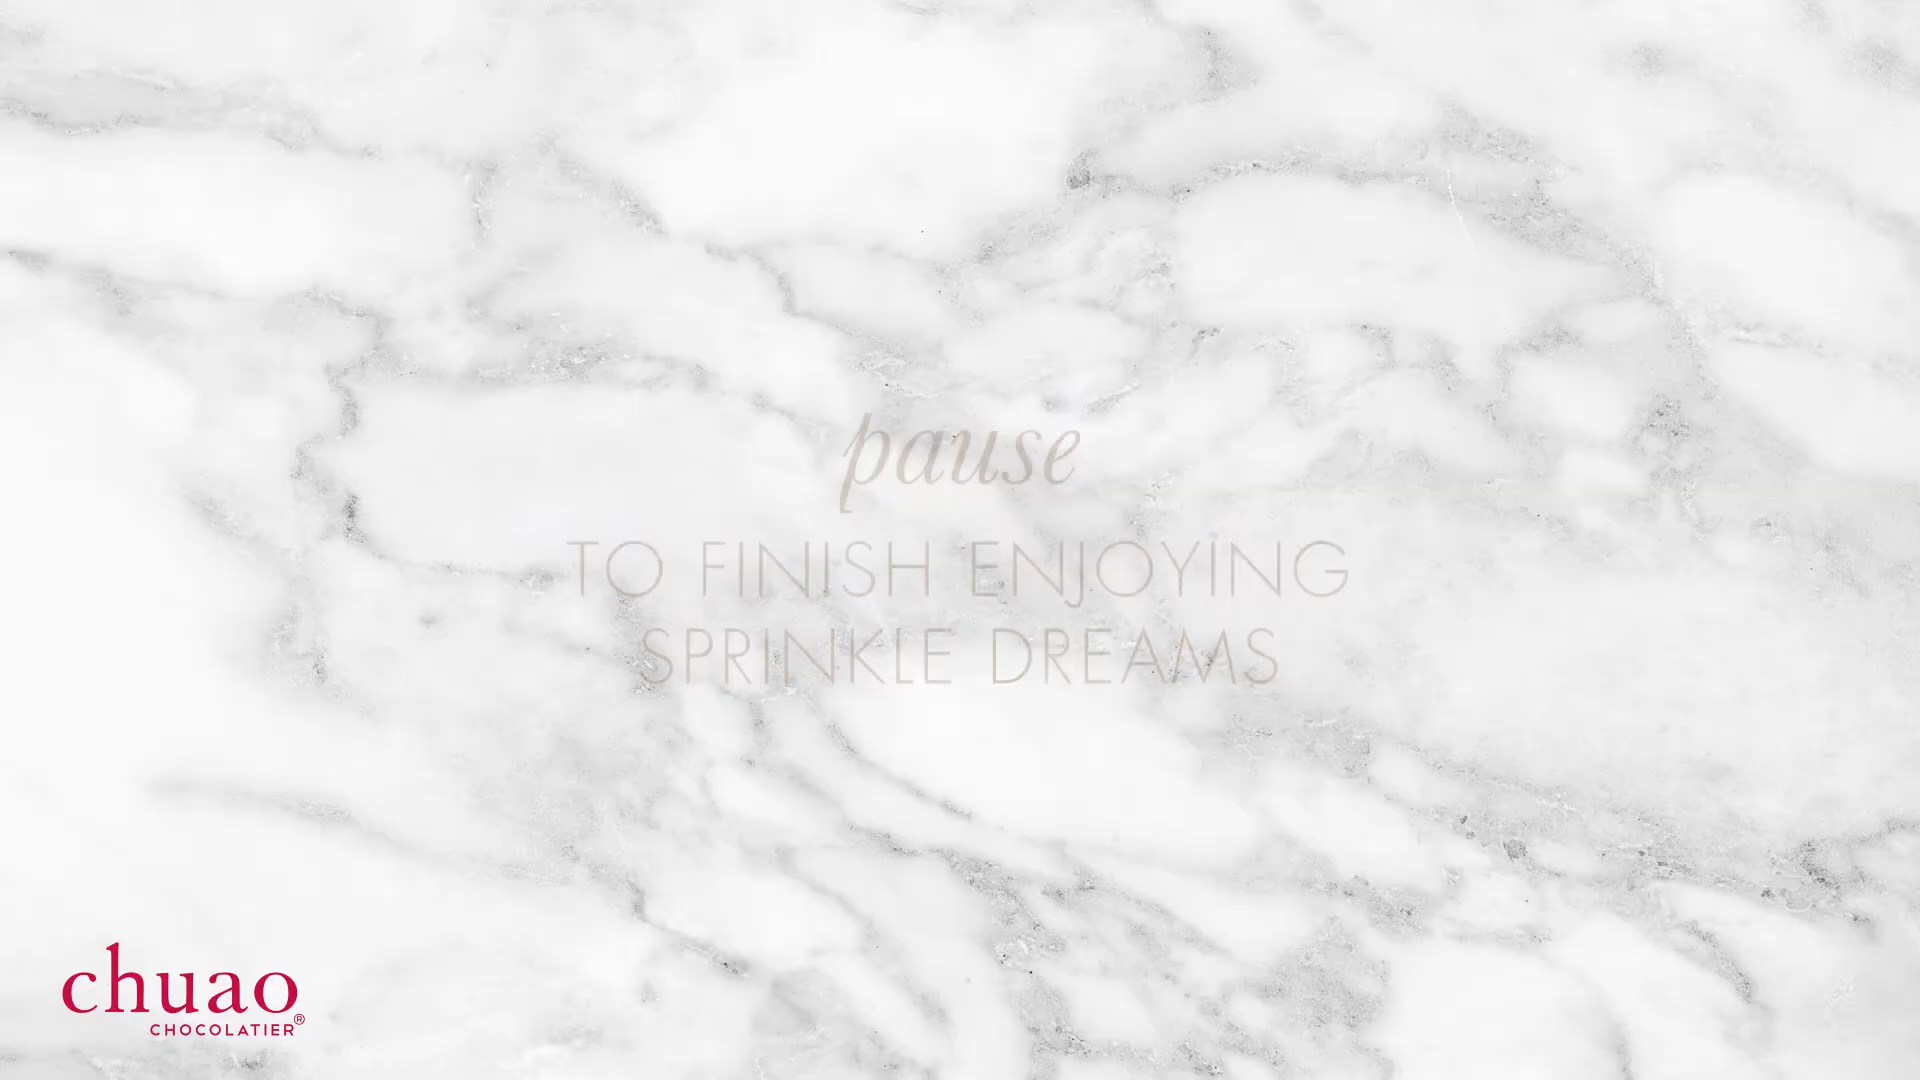 pause
TO FINISH ENJOYING
SPRINKLE DREAMS
chuao
CHOCOLATIER®